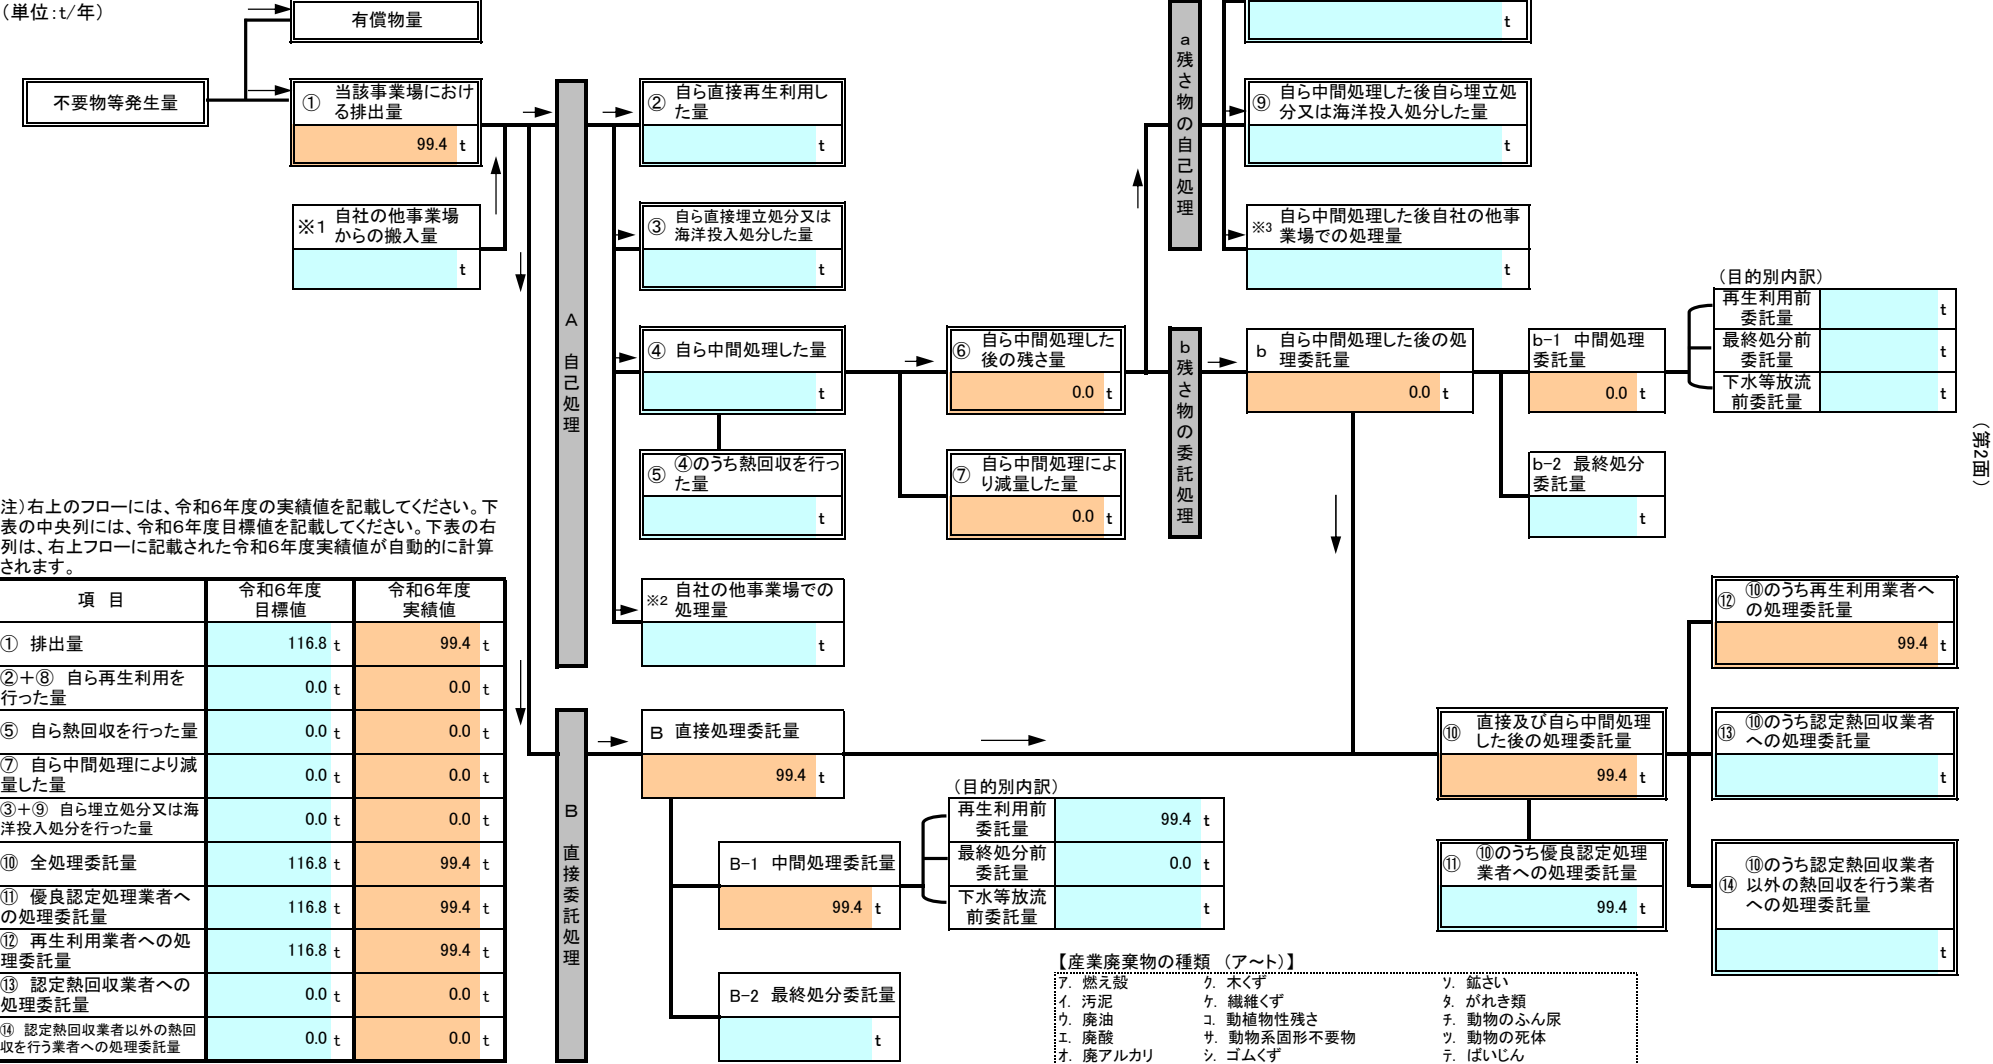 （単位：t/年）
有償物量
不要物等発生量
① 当該事業場におけ
る排出量
99.4 t
※1 自社の他事業場
からの搬入量
t
A 自己処理
② 自ら直接再生利用し
た量
t
③ 自ら直接埋立処分又は
海洋投入処分した量
t
④ 自ら中間処理した量
t
⑤ ④のうち熱回収を行っ
た量
t
※2 自社の他事業場での
処理量
t
⑥ 自ら中間処理した
後の残さ量
0.0 t
⑦ 自ら中間処理によ
り減量した量
0.0 t
a残さ物の自己処理
t
⑨ 自ら中間処理した後自ら埋立処
分又は海洋投入処分した量
t
※3 自ら中間処理した後自社の他事
業場での処理量
t
b残さ物の委託処理
b 自ら中間処理した後の処
理委託量
0.0 t
b-1 中間処理
委託量
0.0 t
b-2 最終処分
委託量
t
（目的別内訳）
再生利用前
委託量
t
最終処分前
委託量
t
下水等放流
前委託量
t
（第2面）
注）右上のフローには、令和6年度の実績値を記載してください。下
表の中央列には、令和6年度目標値を記載してください。下表の右
列は、右上フローに記載された令和6年度実績値が自動的に計算
されます。
項 目 令和6年度
目標値 令和6年度
実績値
① 排出量 116.8 t 99.4 t
②＋⑧ 自ら再生利用を
行った量 0.0 t 0.0 t
⑤ 自ら熱回収を行った量 0.0 t 0.0 t
⑦ 自ら中間処理により減
量した量 0.0 t 0.0 t
③＋⑨ 自ら埋立処分又は海
洋投入処分を行った量 0.0 t 0.0 t
⑩ 全処理委託量 116.8 t 99.4 t
⑪ 優良認定処理業者へ
の処理委託量 116.8 t 99.4 t
⑫ 再生利用業者への処
理委託量 116.8 t 99.4 t
⑬ 認定熱回収業者への
処理委託量 0.0 t 0.0 t
⑭ 認定熱回収業者以外の熱回
収を行う業者への処理委託量 0.0 t 0.0 t
B 直接委託処理
B 直接処理委託量
99.4 t
B-1 中間処理委託量
99.4 t
B-2 最終処分委託量
t
（目的別内訳）
再生利用前
委託量
99.4 t
最終処分前
委託量
0.0 t
下水等放流
前委託量
t
⑩ 直接及び自ら中間処理
した後の処理委託量
99.4 t
⑪ ⑩のうち優良認定処理
業者への処理委託量
99.4 t
⑫ ⑩のうち再生利用業者へ
の処理委託量
99.4 t
⑬ ⑩のうち認定熱回収業者
への処理委託量
t
⑭ ⑩のうち認定熱回収業者
以外の熱回収を行う業者
への処理委託量
t
【産業廃棄物の種類 （ア～ト）】
ｱ. 燃え殻 ｸ. 木くず ｿ. 鉱さい
ｲ. 汚泥 ｹ. 繊維くず ﾀ. がれき類
ｳ. 廃油 ｺ. 動植物性残さ ﾁ. 動物のふん尿
ｴ. 廃酸 ｻ. 動物系固形不要物 ﾂ. 動物の死体
ｵ. 廃アルカリ ｼ. ゴムくず ﾃ. ばいじん